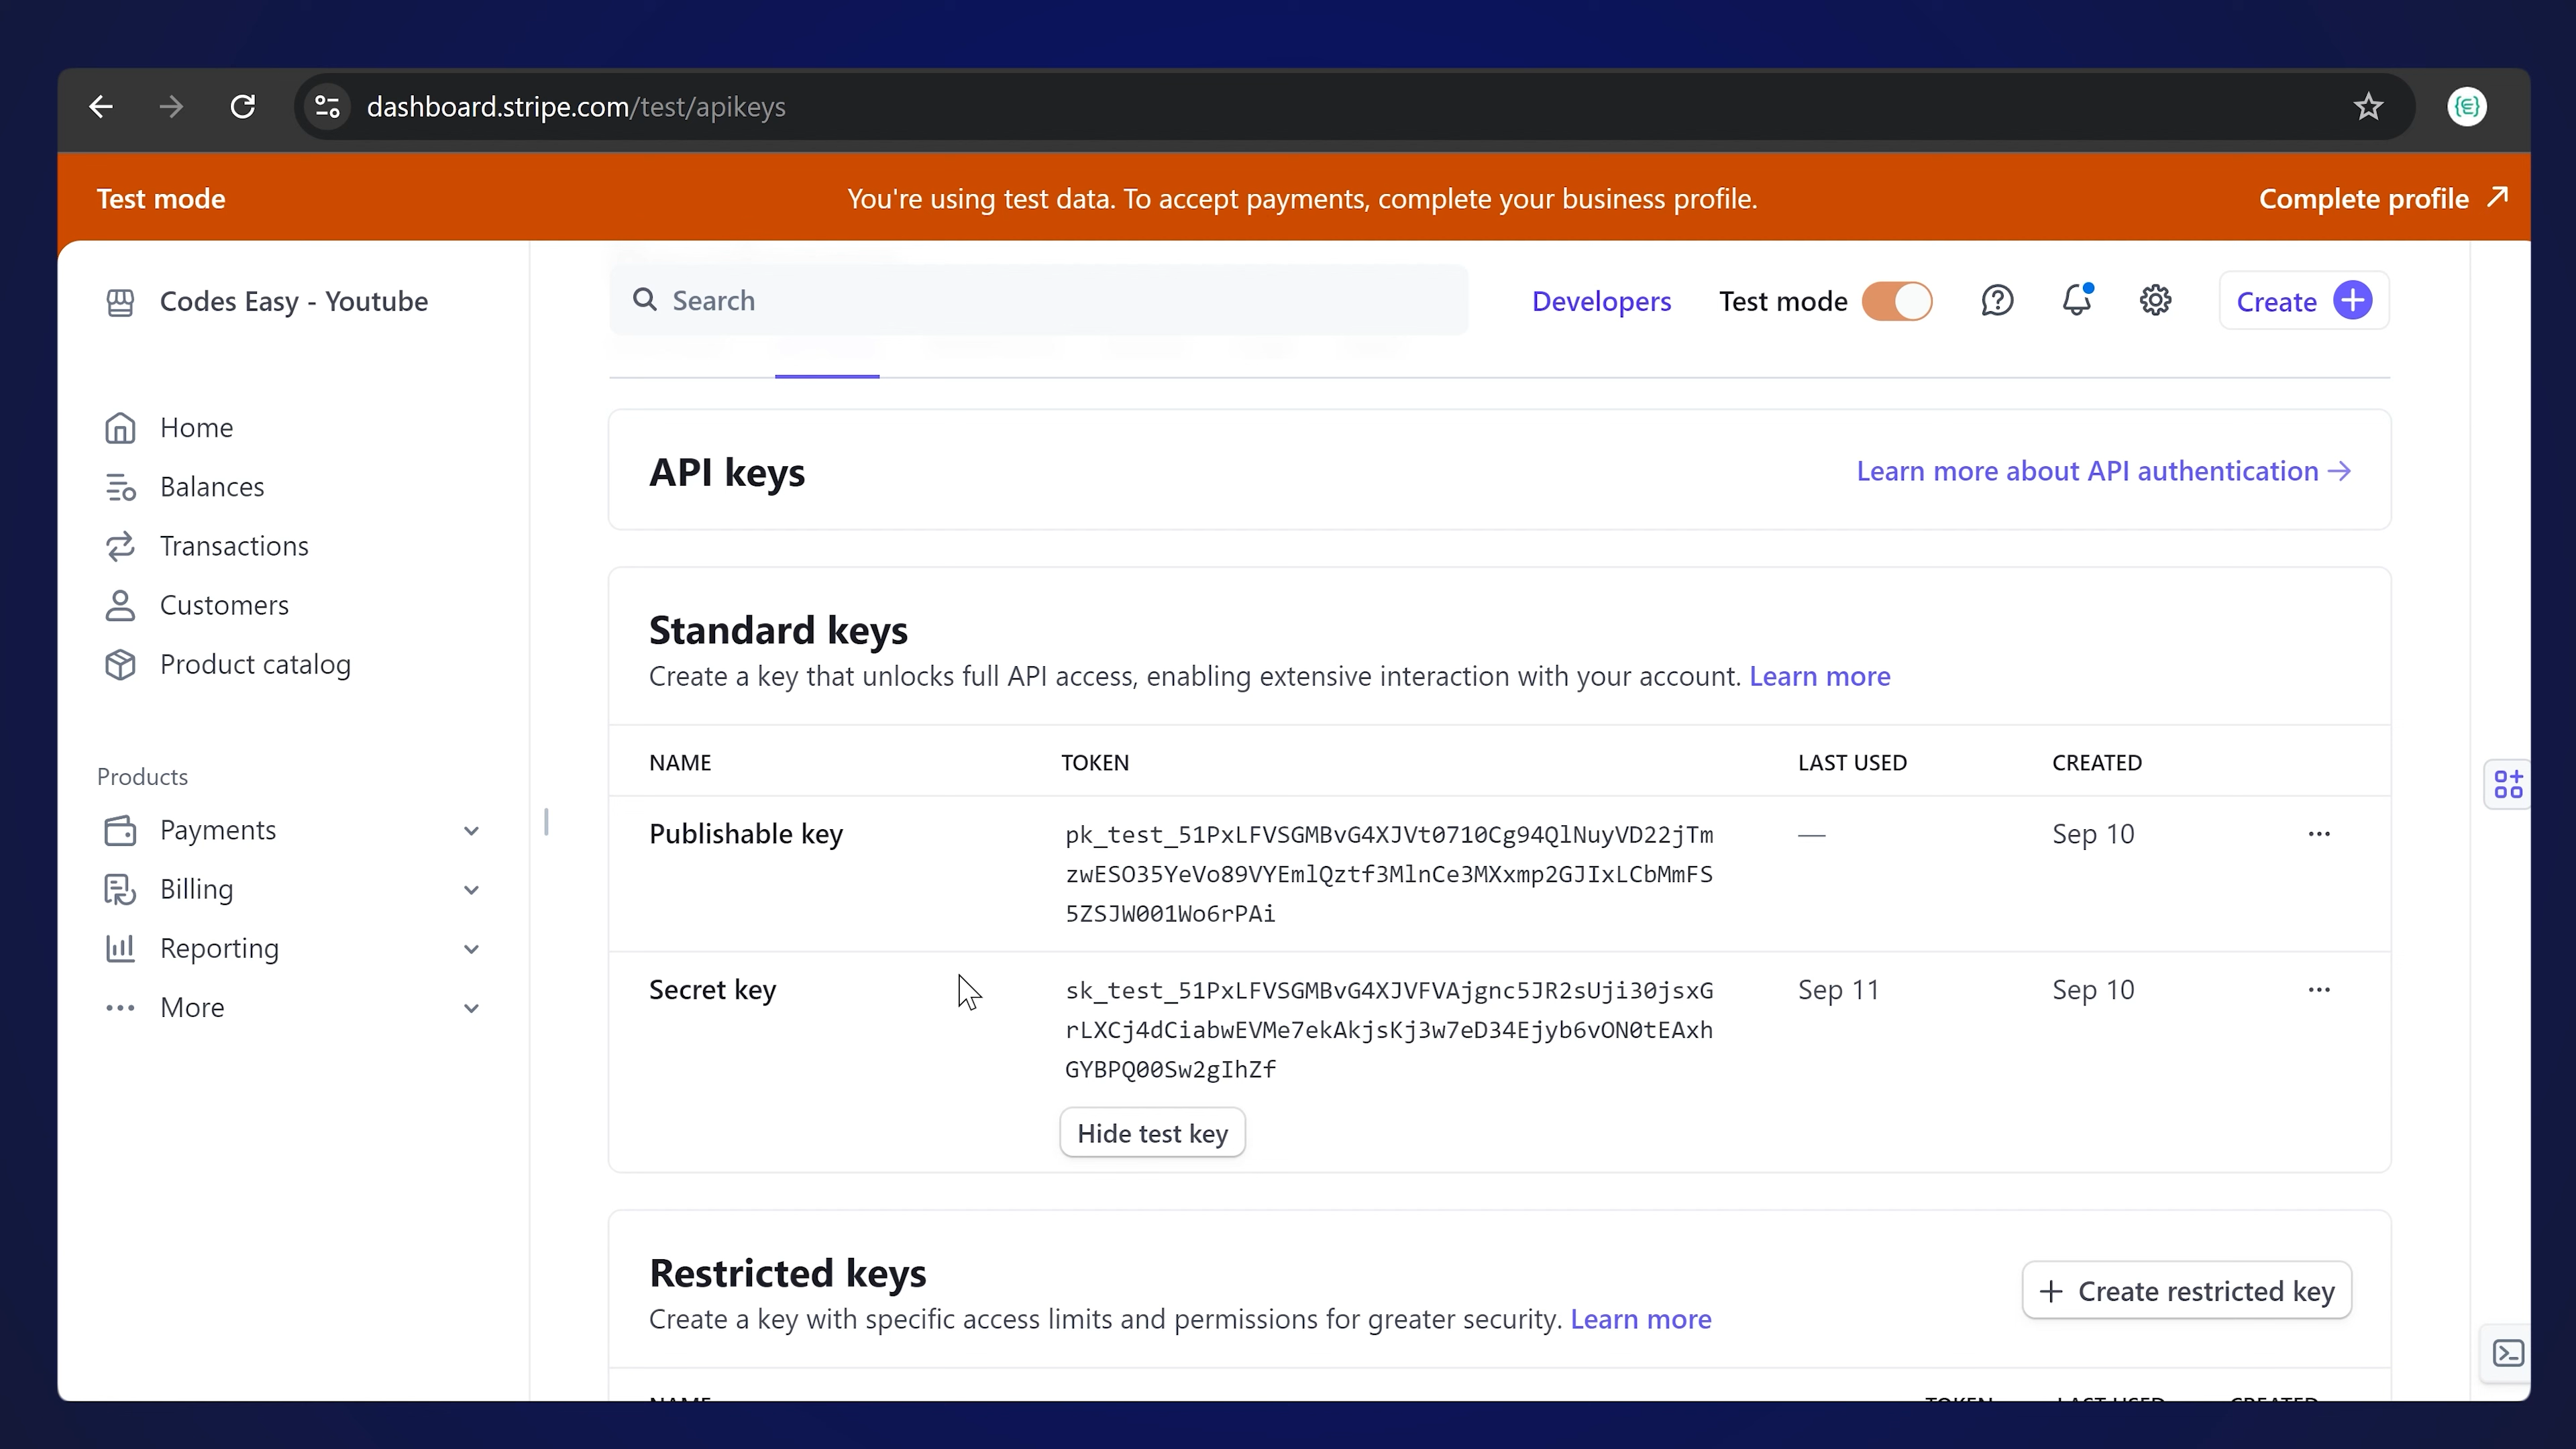 dashboard.stripe.com/test/apikeys
Test mode
You're using test data. To accept payments, complete your business profile.
Complete profile
Codes Easy - Youtube
Search
Developers
Test mode
Create
Home
Balances
Transactions
Customers
Product catalog
Products
Payments
Billing
Reporting
More
API keys
Learn more about API authentication
Standard keys
Create a key that unlocks full API access, enabling extensive interaction with your account. Learn more
NAME TOKEN LAST USED CREATED
Publishable key
pk_test_51PxLFVSGMBvG4XJVt0710Cg94QlNuyVD22jTm
zwESO35YeVo89VYEmlQztf3MlnCe3MXxmp2GJIxLCbMmFS
5ZSJW001Wo6rPAi
— Sep 10
Secret key
sk_test_51PxLFVSGMBvG4XJVFVAjgnc5JR2sUji30jsxG
rLXCj4dCiabwEVMe7ekAkjsKj3w7eD34Ejyb6vON0tEAxh
GYBPQ00Sw2gIhZf
Sep 11 Sep 10
Hide test key
Restricted keys
Create a key with specific access limits and permissions for greater security. Learn more
Create restricted key
NAME TOKEN LAST USED CREATED